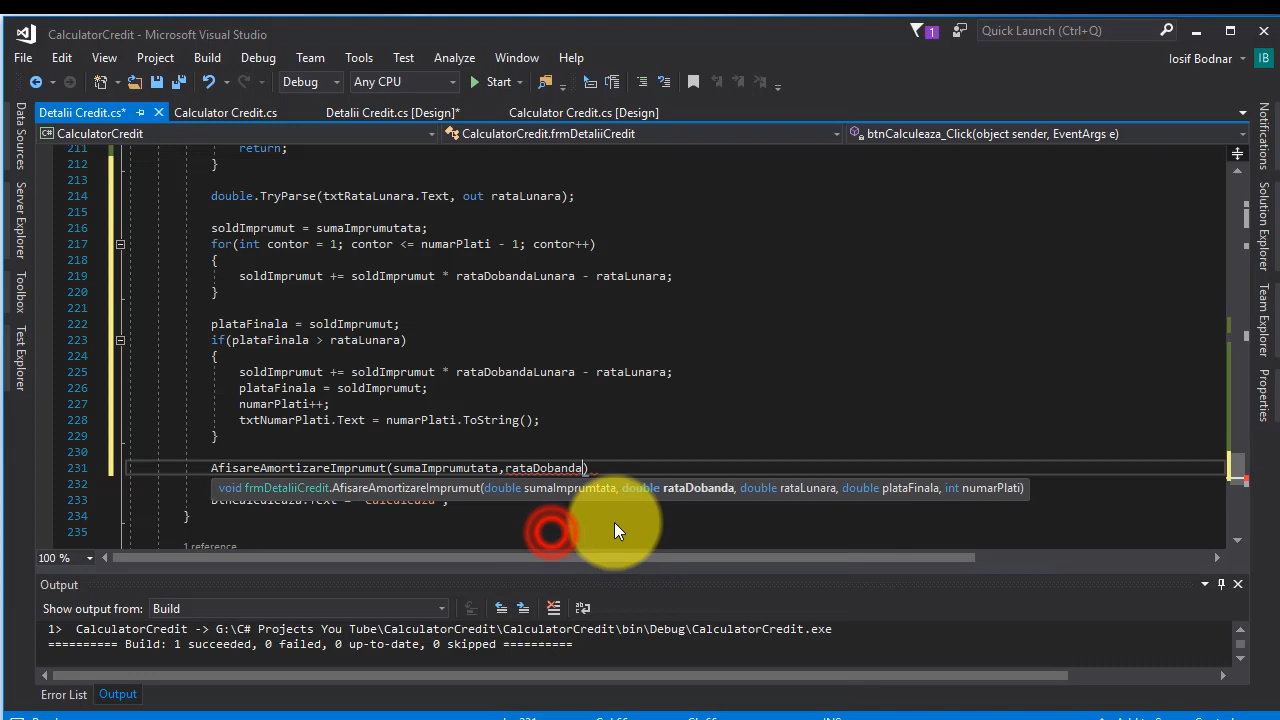 CalculatorCredit - Microsoft Visual Studio
1
Quick Launch (Ctrl+Q)
File Edit View Project Build Debug Team Tools Test Analyze Window Help
Iosif Bodnar
IB
Debug Any CPU Start
Detalii Credit.cs* Calculator Credit.cs Detalii Credit.cs [Design]* Calculator Credit.cs [Design]
C# CalculatorCredit CalculatorCredit.frmDetaliiCredit btnCalculeaza_Click(object sender, EventArgs e)
Data Sources
Server Explorer
Toolbox
Test Explorer
211 return;
212 }
213
214 double.TryParse(txtRataLunara.Text, out rataLunara);
215
216 soldImprumut = sumaImprumutata;
217 for(int contor = 1; contor <= numarPlati - 1; contor++)
218 {
219 soldImprumut += soldImprumut * rataDobandaLunara - rataLunara;
220 }
221
222 plataFinala = soldImprumut;
223 if(plataFinala > rataLunara)
224 {
225 soldImprumut += soldImprumut * rataDobandaLunara - rataLunara;
226 plataFinala = soldImprumut;
227 numarPlati++;
228 txtNumarPlati.Text = numarPlati.ToString();
229 }
230
231 AfisareAmortizareImprumut(sumaImprumutata,rataDobanda)
232 void frmDetaliiCredit.AfisareAmortizareImprumut(double sumaImprumtata, double rataDobanda, double rataLunara, double plataFinala, int numarPlati)
233
234 }
235
1 reference
Notifications
Solution Explorer
Team Explorer
Properties
100 %
Output
Show output from: Build
1> CalculatorCredit -> G:\C# Projects You Tube\CalculatorCredit\CalculatorCredit\bin\Debug\CalculatorCredit.exe
========== Build: 1 succeeded, 0 failed, 0 up-to-date, 0 skipped ==========
Error List Output